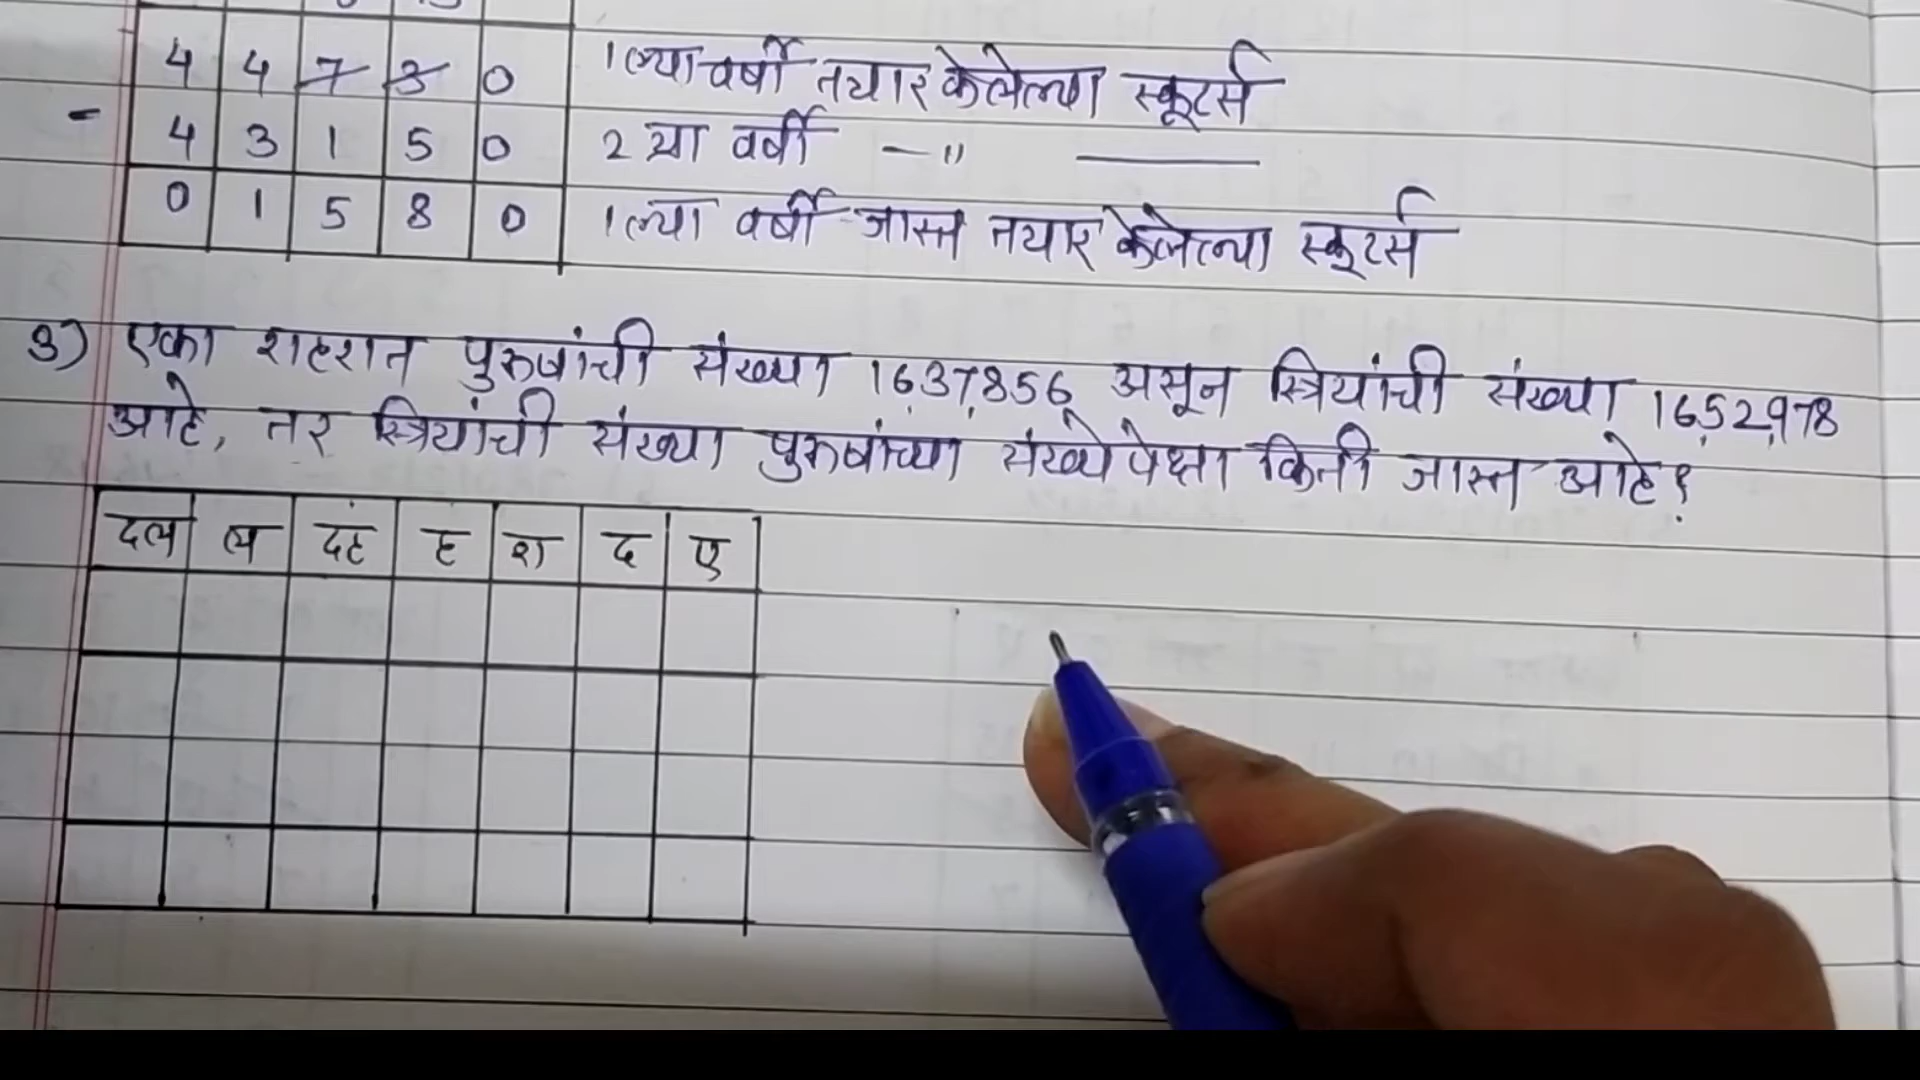 4 4 7 3 0 1ल्या वर्षी तयार केलेल्या स्कूटर्स
- 4 3 1 5 0 2 ऱ्या वर्षी —〃 ———
0 1 5 8 0 1ल्या वर्षी जास्त तयार केलेल्या स्कूटर्स
3) एका शहरात पुरुषांची संख्या 16,37,856 असून स्त्रियांची संख्या 16,52,978
आहे, तर स्त्रियांची संख्या पुरुषांच्या संख्येपेक्षा किती जास्त आहे?
दल ल दह ह श द ए